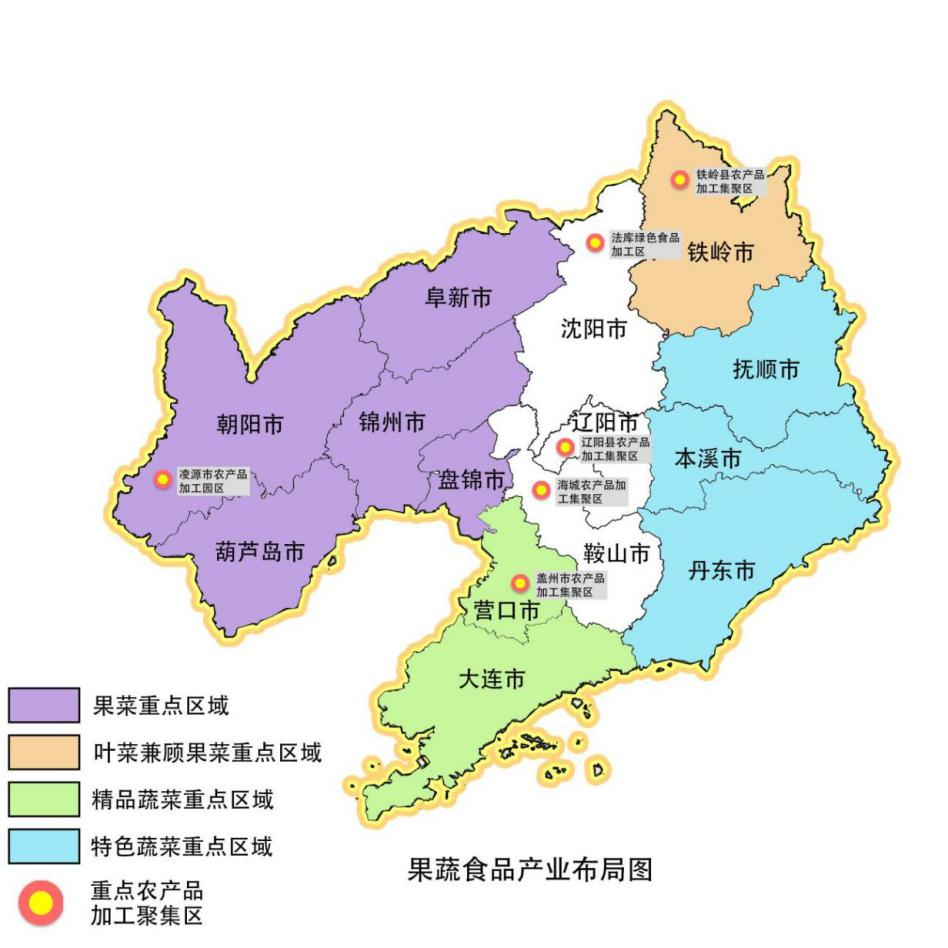 铁岭县农产品
加工集聚区
法库绿色食品
加工区
铁岭市
阜新市
沈阳市
抚顺市
朝阳市
锦州市
辽阳市
辽阳县农产品
加工集聚区
本溪市
凌源市农产品
加工园区
盘锦市
海城农产品加
工集聚区
葫芦岛市
鞍山市
丹东市
盖州市农产品
加工集聚区
营口市
大连市
果菜重点区域
叶菜兼顾果菜重点区域
精品蔬菜重点区域
特色蔬菜重点区域
重点农产品
加工聚集区
果蔬食品产业布局图